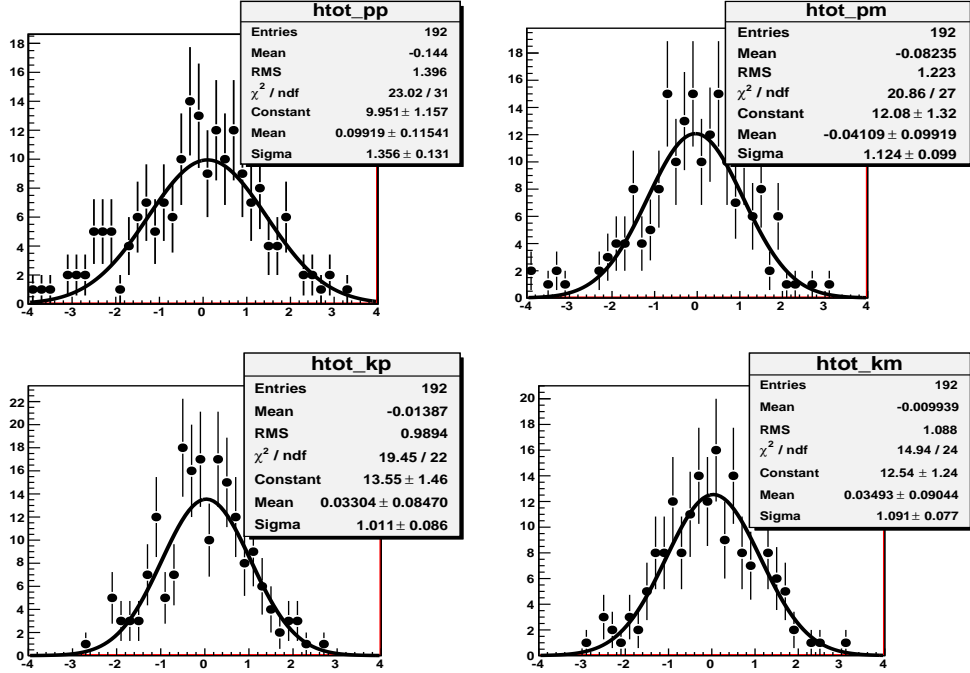 htot_pp
Entries 192
Mean -0.144
RMS 1.396
χ² / ndf 23.02 / 31
Constant 9.951 ± 1.157
Mean 0.09919 ± 0.11541
Sigma 1.356 ± 0.131
18
16
14
12
10
8
6
4
2
0
-4 -3 -2 -1 0 1 2 3 4
htot_pm
Entries 192
Mean -0.08235
RMS 1.223
χ² / ndf 20.86 / 27
Constant 12.08 ± 1.32
Mean -0.04109 ± 0.09919
Sigma 1.124 ± 0.099
18
16
14
12
10
8
6
4
2
0
-4 -3 -2 -1 0 1 2 3 4
htot_kp
Entries 192
Mean -0.01387
RMS 0.9894
χ² / ndf 19.45 / 22
Constant 13.55 ± 1.46
Mean 0.03304 ± 0.08470
Sigma 1.011 ± 0.086
22
20
18
16
14
12
10
8
6
4
2
0
-4 -3 -2 -1 0 1 2 3 4
htot_km
Entries 192
Mean -0.009939
RMS 1.088
χ² / ndf 14.94 / 24
Constant 12.54 ± 1.24
Mean 0.03493 ± 0.09044
Sigma 1.091 ± 0.077
20
18
16
14
12
10
8
6
4
2
0
-4 -3 -2 -1 0 1 2 3 4